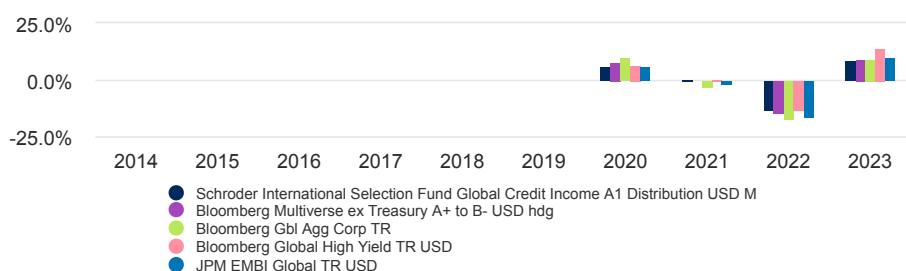 25.0%
0.0%
-25.0%
2014 2015 2016 2017 2018 2019 2020 2021 2022 2023
Schroder International Selection Fund Global Credit Income A1 Distribution USD M
Bloomberg Multiverse ex Treasury A+ to B- USD hdg
Bloomberg Gbl Agg Corp TR
Bloomberg Global High Yield TR USD
JPM EMBI Global TR USD